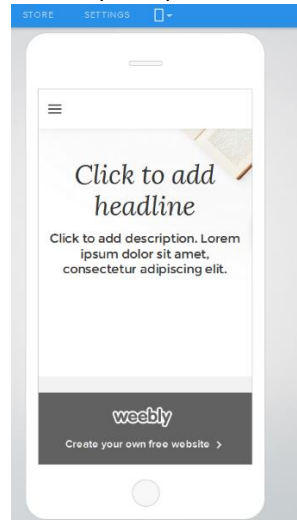 STORE SETTINGS
Click to add
headline
Click to add description. Lorem
ipsum dolor sit amet,
consectetur adipiscing elit.
weebly
Create your own free website >